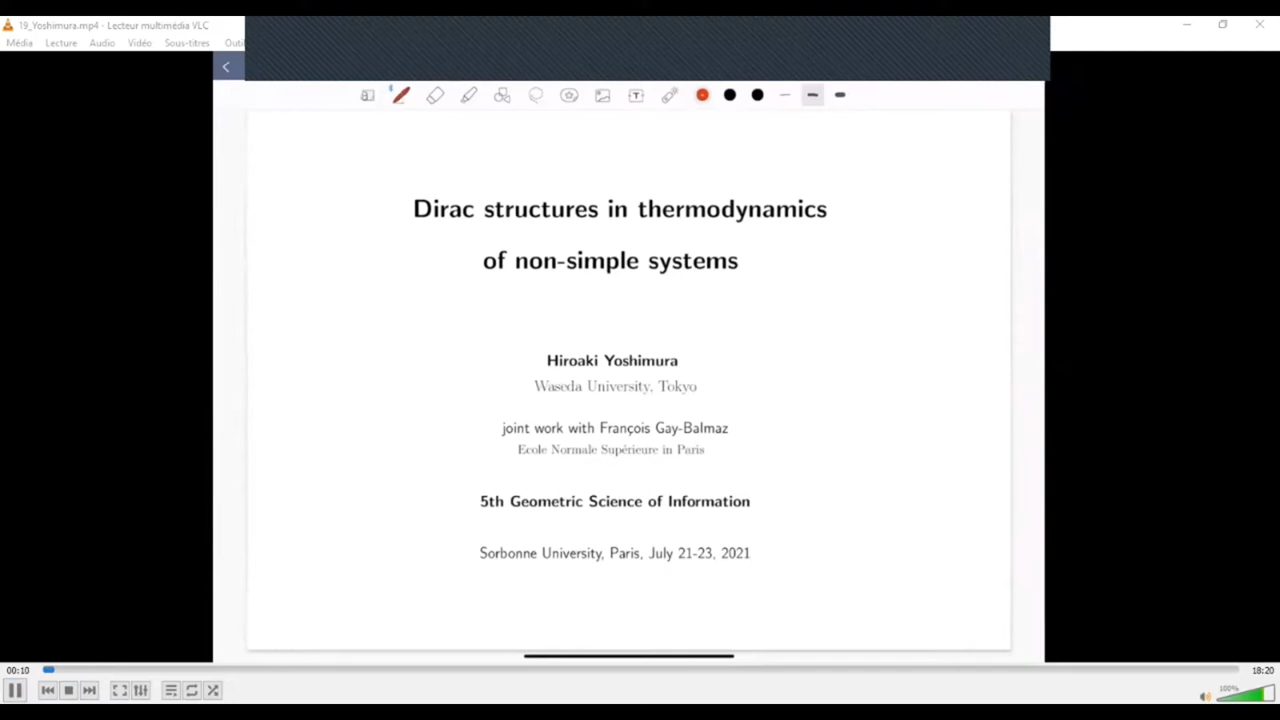 19_Yoshimura.mp4 - Lecteur multimédia VLC
Média Lecture Audio Vidéo Sous-titres Outi
T
Dirac structures in thermodynamics
of non-simple systems
Hiroaki Yoshimura
Waseda University, Tokyo
joint work with François Gay-Balmaz
Ecole Normale Supérieure in Paris
5th Geometric Science of Information
Sorbonne University, Paris, July 21-23, 2021
00:10
18:20
100%